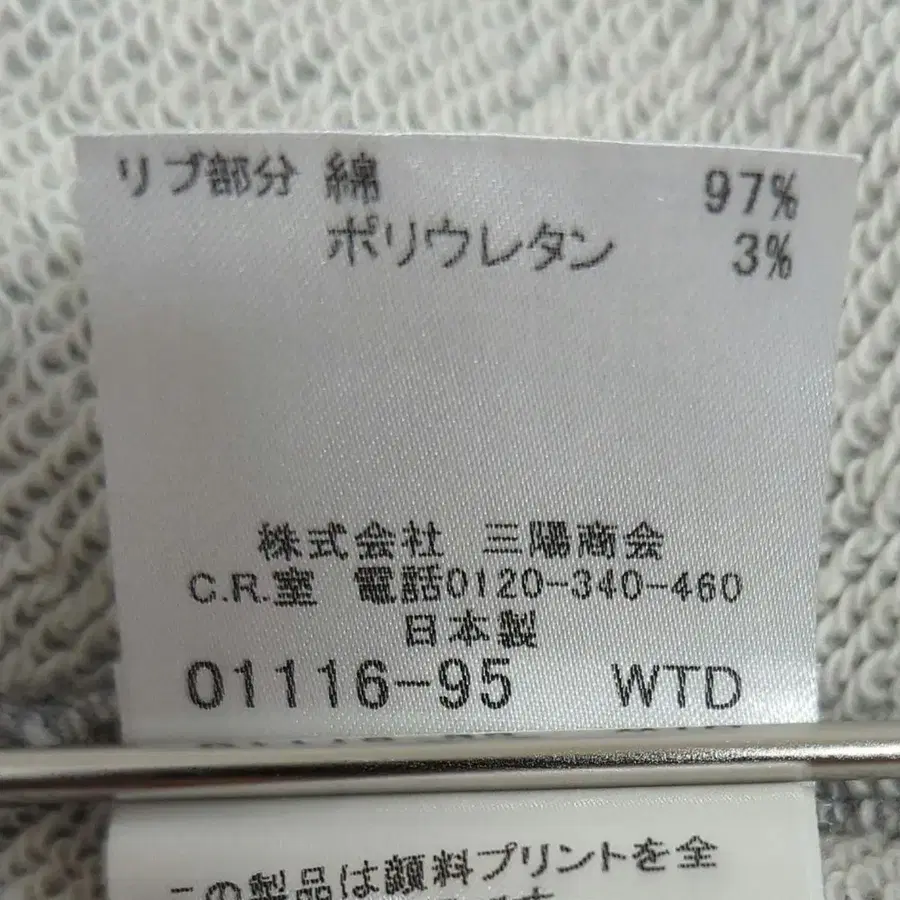 リブ部分 綿 97%
ポリウレタン 3%
株式会社 三陽商会
C.R.室 電話0120-340-460
日本製
01116-95 WTD
この製品は顔料プリントを全